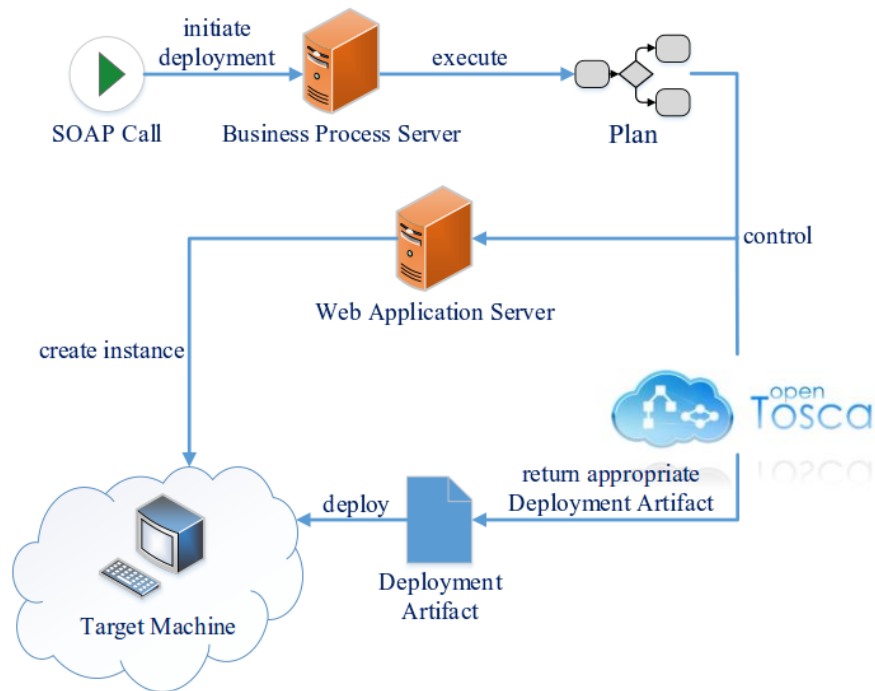 initiate
deployment
execute
SOAP Call
Business Process Server
Plan
control
Web Application Server
create instance
open
Tosca
return appropriate
Deployment Artifact
deploy
Deployment
Artifact
Target Machine